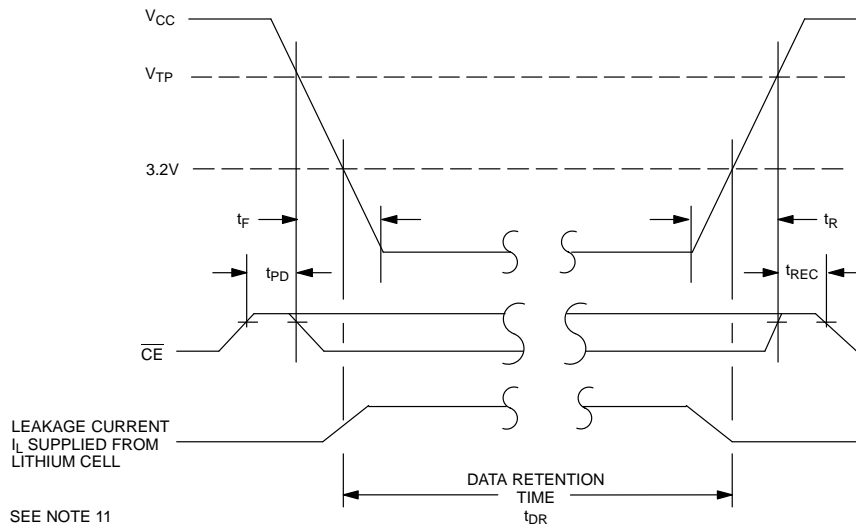 VCC
VTP
3.2V
tF
tR
tPD
tREC
CE
LEAKAGE CURRENT
IL SUPPLIED FROM
LITHIUM CELL
DATA RETENTION
TIME
tDR
SEE NOTE 11